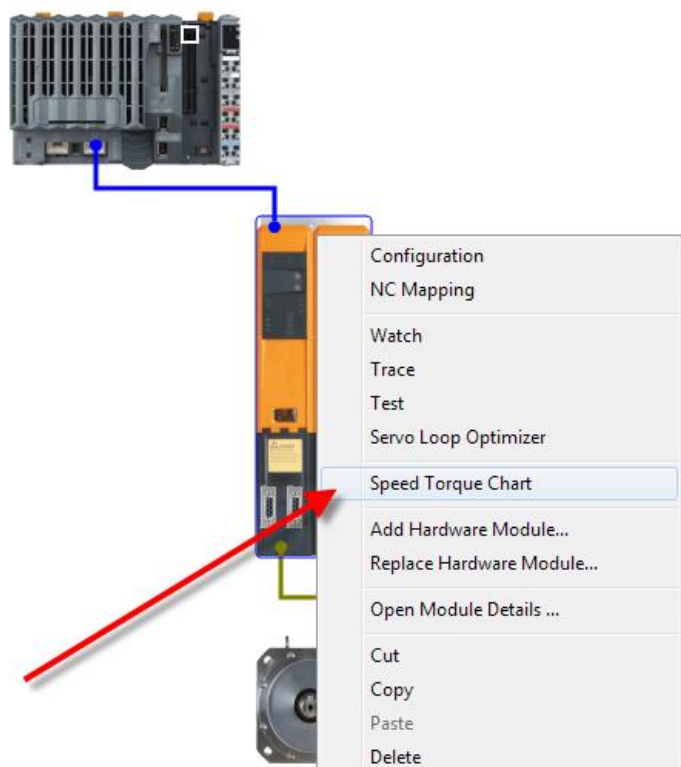 Configuration
NC Mapping
Watch
Trace
Test
Servo Loop Optimizer
Speed Torque Chart
Add Hardware Module...
Replace Hardware Module...
Open Module Details ...
Cut
Copy
Paste
Delete